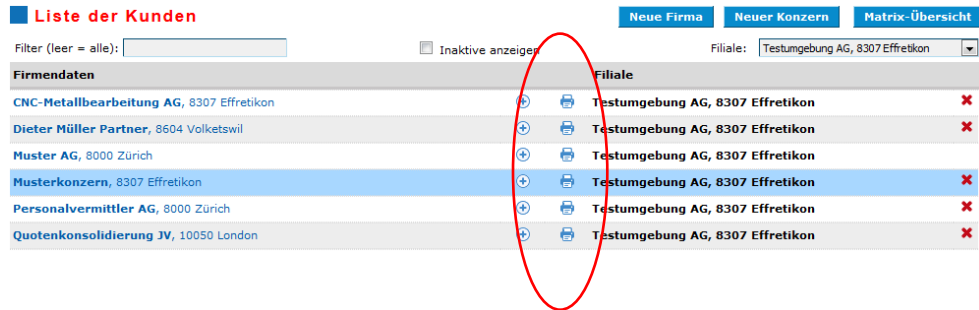 Liste der Kunden Neue Firma Neuer Konzern Matrix-Übersicht
Filter (leer = alle): Inaktive anzeigen Filiale: Testumgebung AG, 8307 Effretikon
Firmendaten Filiale
CNC-Metallbearbeitung AG, 8307 Effretikon Testumgebung AG, 8307 Effretikon
Dieter Müller Partner, 8604 Volketswil Testumgebung AG, 8307 Effretikon
Muster AG, 8000 Zürich Testumgebung AG, 8307 Effretikon
Musterkonzern, 8307 Effretikon Testumgebung AG, 8307 Effretikon
Personalvermittler AG, 8000 Zürich Testumgebung AG, 8307 Effretikon
Quotenkonsolidierung JV, 10050 London Testumgebung AG, 8307 Effretikon